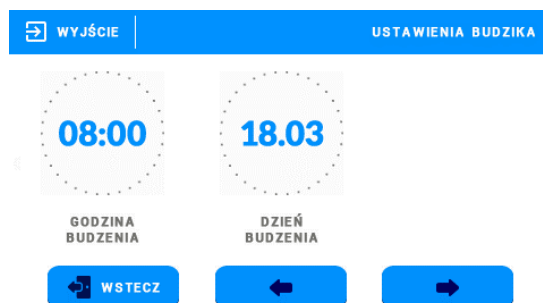 WYJŚCIE
USTAWIENIA BUDZIKA
08:00
18.03
GODZINA
BUDZENIA
DZIEŃ
BUDZENIA
WSTECZ